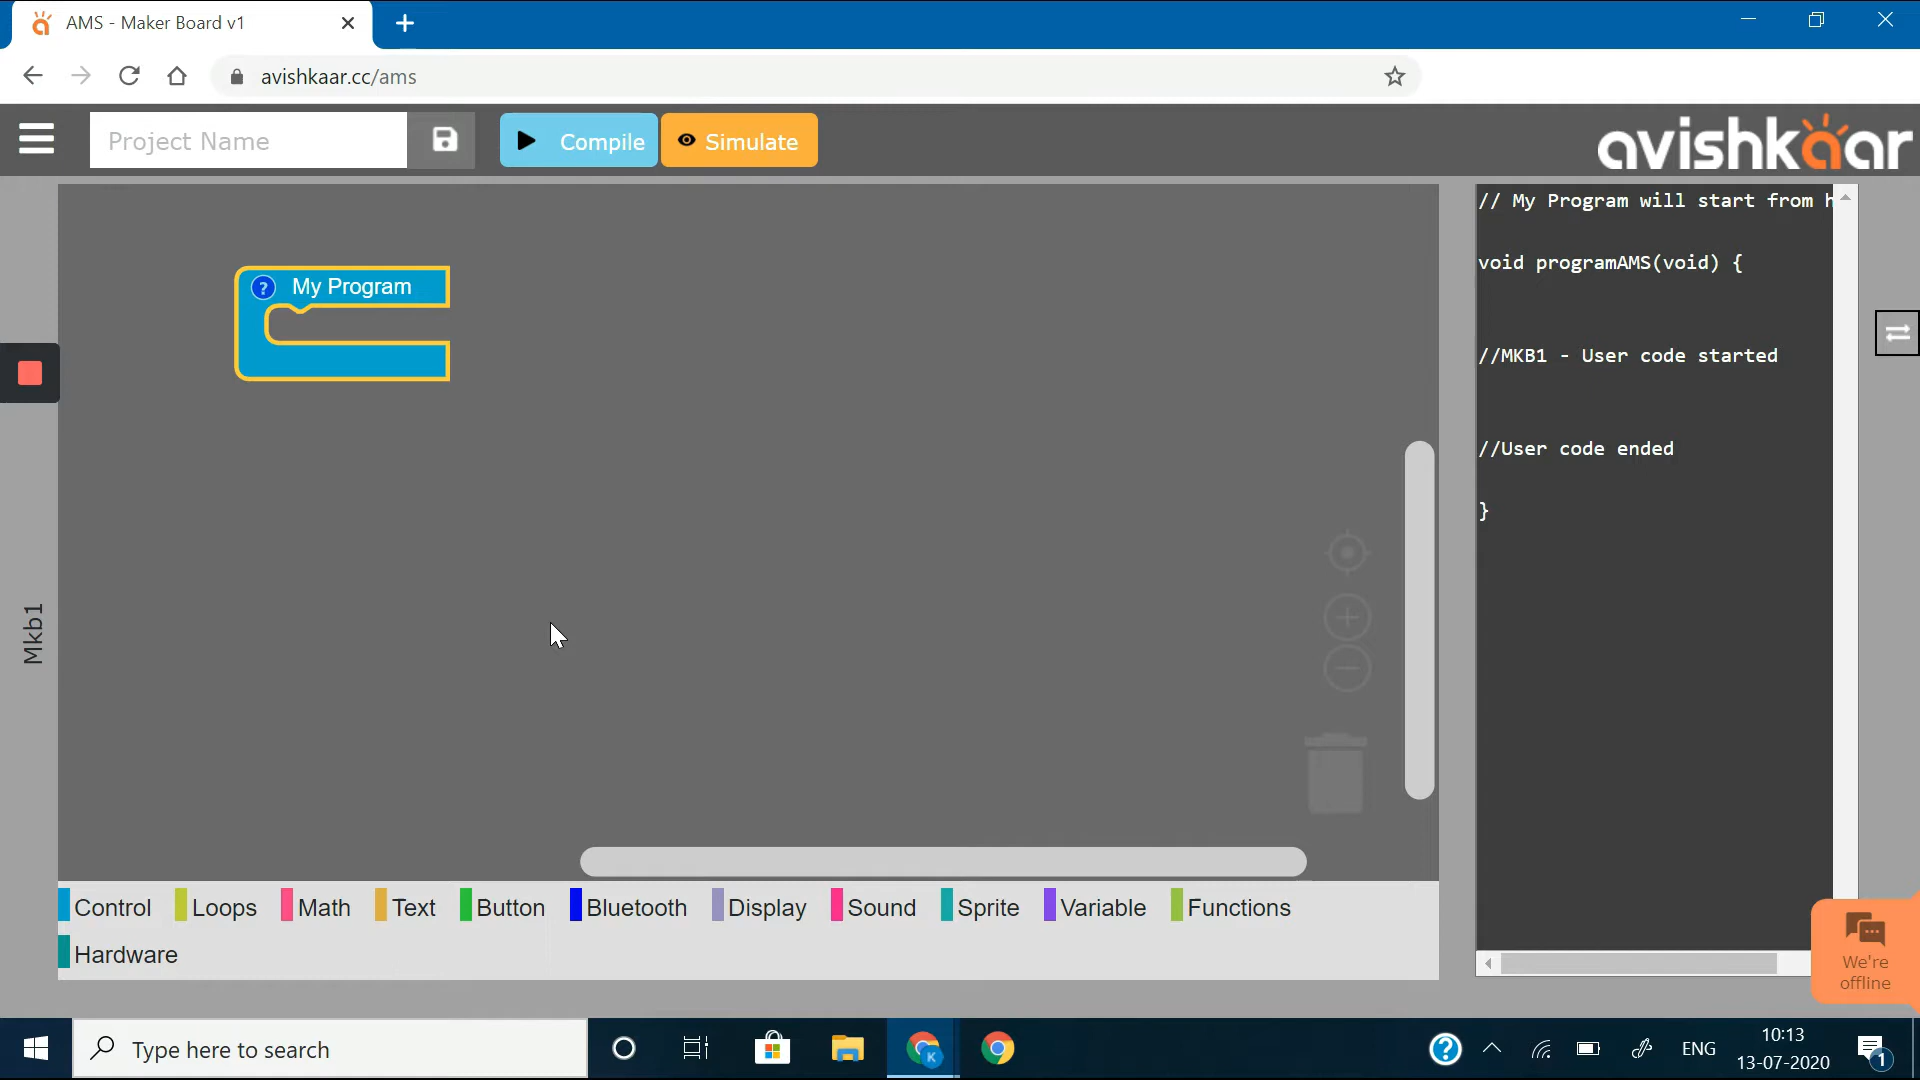 AMS - Maker Board v1
avishkaar.cc/ams
Project Name
Compile
Simulate
avishkaar
My Program
Mkb1
// My Program will start from h
void programAMS(void) {
//MKB1 - User code started
//User code ended
}
Control
Loops
Math
Text
Button
Bluetooth
Display
Sound
Sprite
Variable
Functions
Hardware
We're
offline
Type here to search
K
ENG
10:13
13-07-2020
1